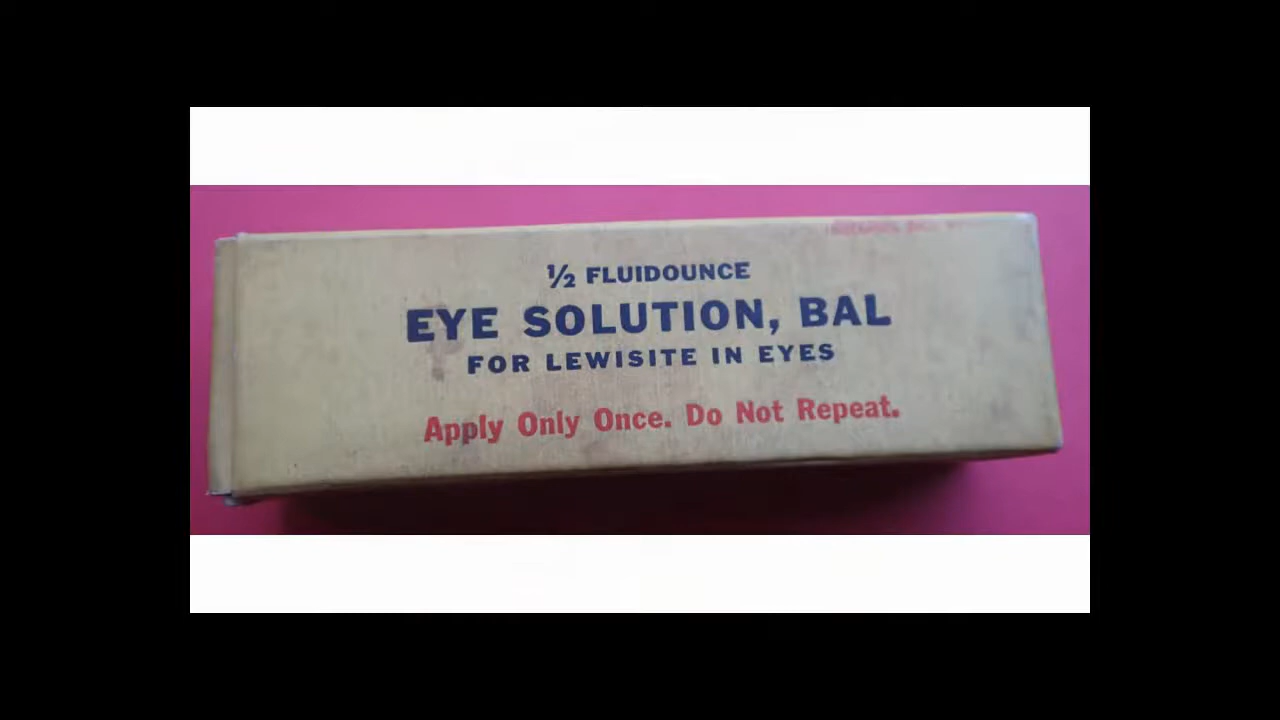 ½ FLUIDOUNCE
EYE SOLUTION, BAL
FOR LEWISITE IN EYES
Apply Only Once. Do Not Repeat.